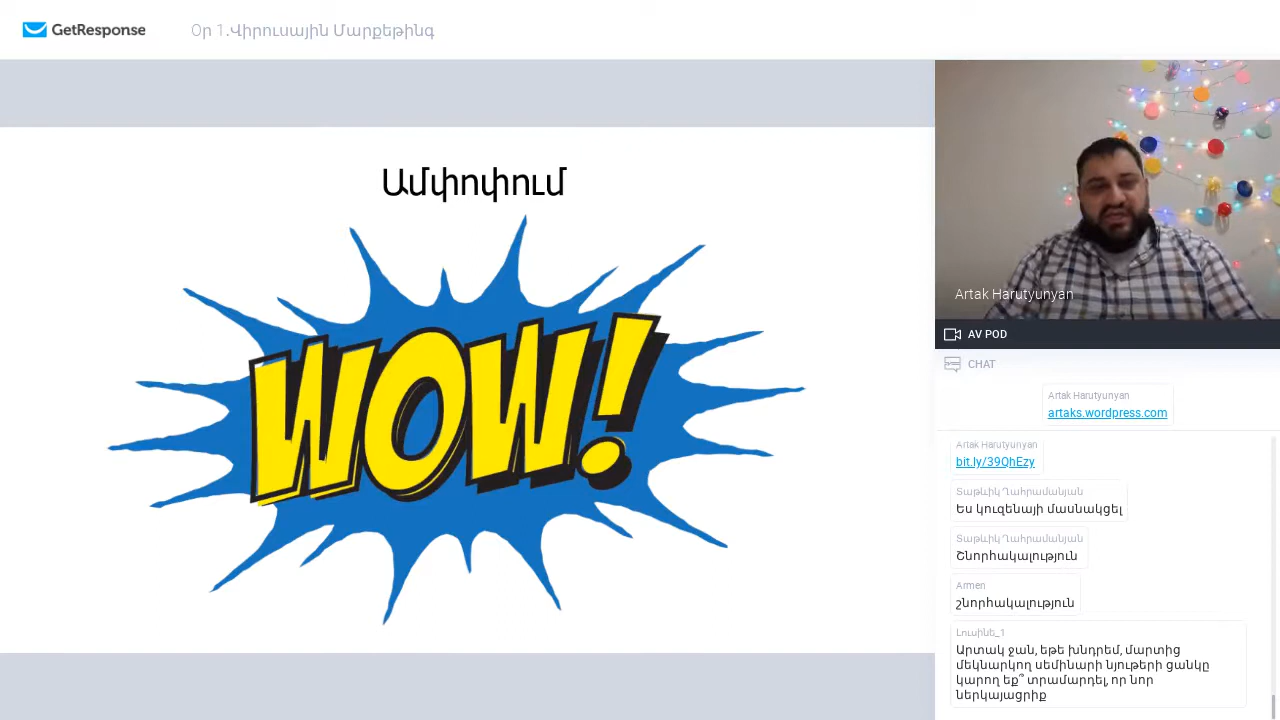 GetResponse
Օր 1.Վիրուսային Մարքեթինգ
Ամփոփում
WOW!
Artak Harutyunyan
AV POD
CHAT
Artak Harutyunyan
artaks.wordpress.com
Artak Harutyunyan
bit.ly/39QhEzy
Տաթևիկ Ղահրամանյան
Ես կուզենայի մասնակցել
Տաթևիկ Ղահրամանյան
Շնորհակալություն
Armen
շնորհակալություն
Լուսինե_1
Արտակ ջան, եթե խնդրեմ, մարտից
մեկնարկող սեմինարի նյութերի ցանկը
կարող եք՞ տրամարդել, որ նոր
ներկայացրիք